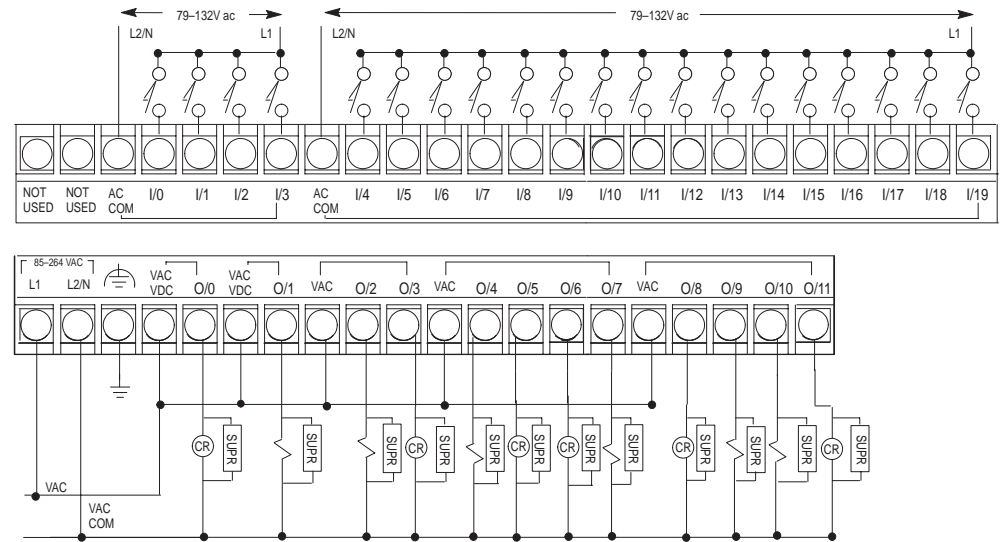 79–132V ac 79–132V ac
L2/N L1 L2/N L1
NOT USED NOT USED AC COM I/0 I/1 I/2 I/3 AC COM I/4 I/5 I/6 I/7 I/8 I/9 I/10 I/11 I/12 I/13 I/14 I/15 I/16 I/17 I/18 I/19
85–264 VAC
L1 L2/N VAC VDC O/0 VAC VDC O/1 VAC O/2 O/3 VAC O/4 O/5 O/6 O/7 VAC O/8 O/9 O/10 O/11
CR SUPR SUPR SUPR CR SUPR SUPR CR SUPR CR SUPR SUPR CR SUPR SUPR SUPR CR SUPR
VAC
VAC
COM